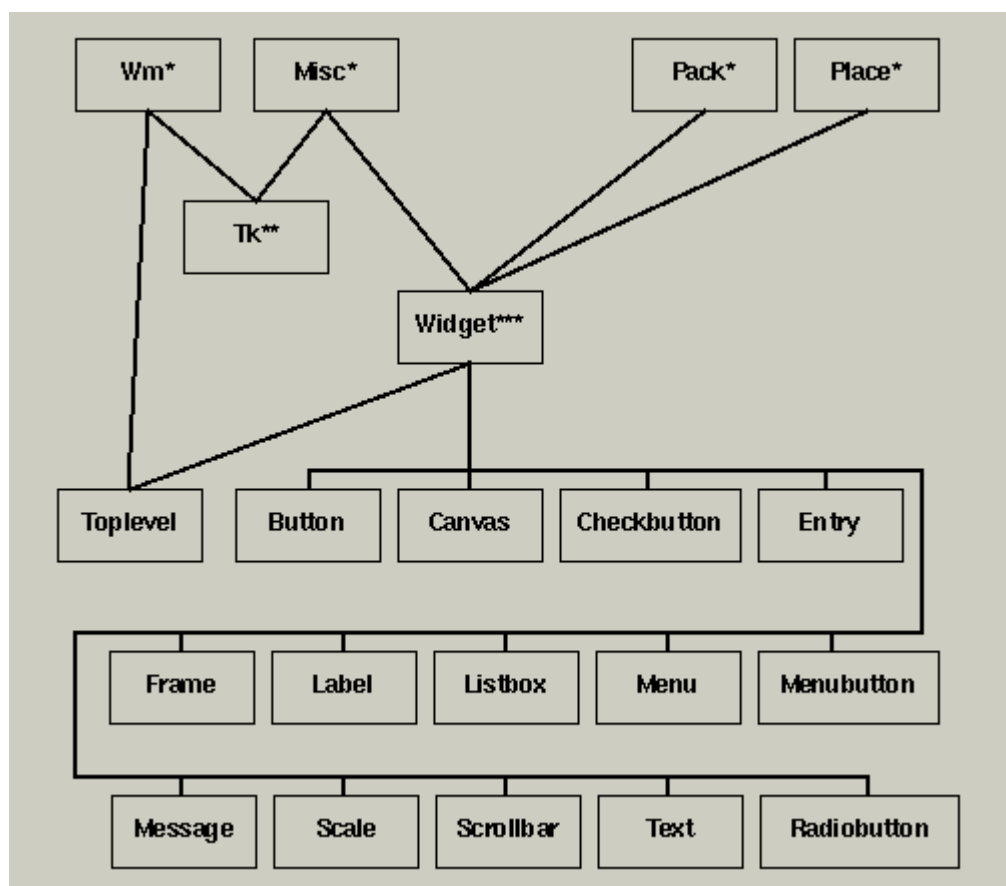 Wm* Misc* Pack* Place*
Tk**
Widget***
Toplevel Button Canvas Checkbutton Entry
Frame Label Listbox Menu Menubutton
Message Scale Scrollbar Text Radiobutton